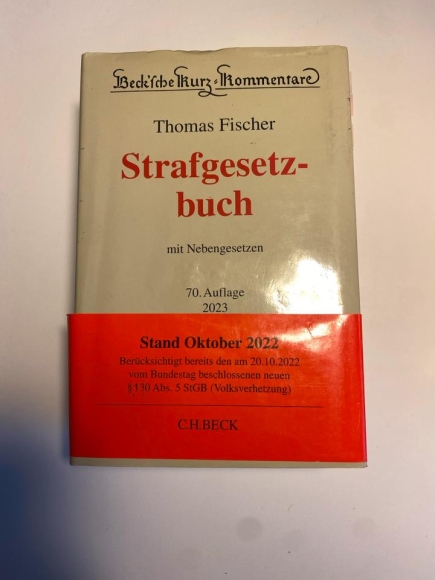 Beck'sche Kurz-Kommentare
Thomas Fischer
Strafgesetz-
buch
mit Nebengesetzen
70. Auflage
2023
Stand Oktober 2022
Berücksichtigt bereits den am 20.10.2022
vom Bundestag beschlossenen neuen
§ 130 Abs. 5 StGB (Volksverhetzung)
C.H.BECK